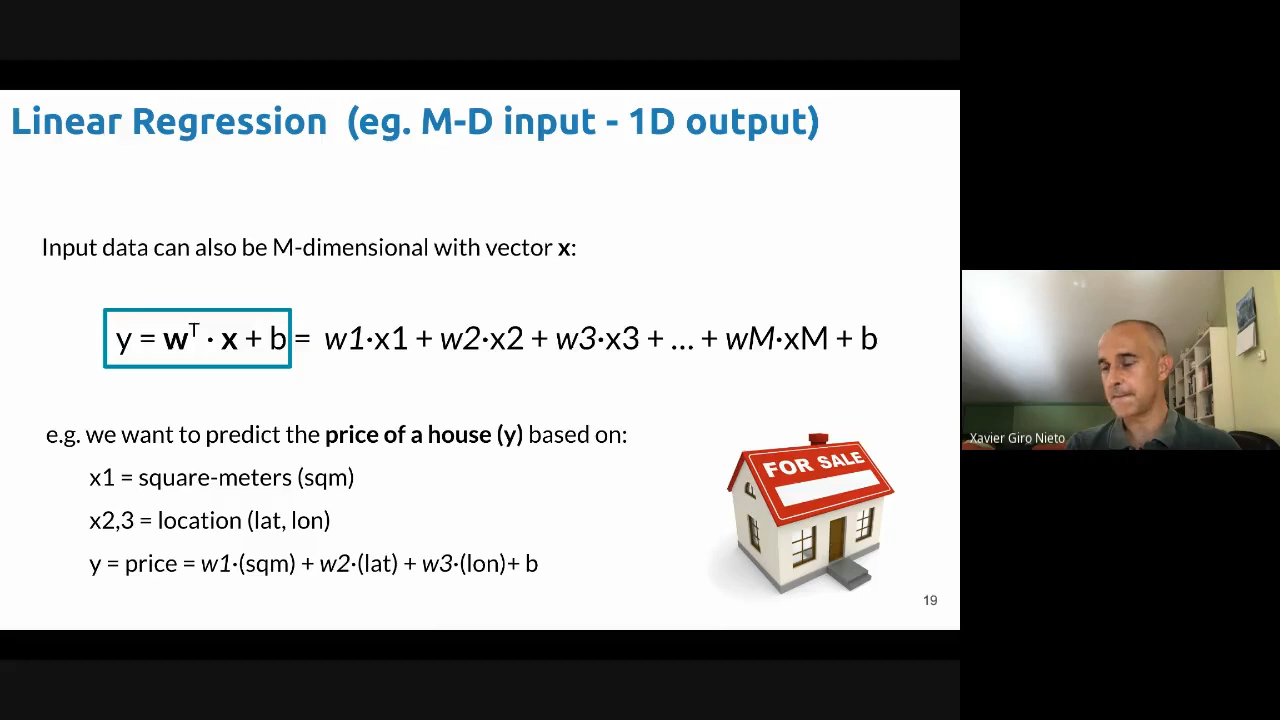 Linear Regression (eg. M-D input - 1D output)
Input data can also be M-dimensional with vector x:
y = wᵀ · x + b = w1·x1 + w2·x2 + w3·x3 + ... + wM·xM + b
e.g. we want to predict the price of a house (y) based on:
x1 = square-meters (sqm)
x2,3 = location (lat, lon)
y = price = w1·(sqm) + w2·(lat) + w3·(lon)+ b
FOR SALE
19
Xavier Giro Nieto